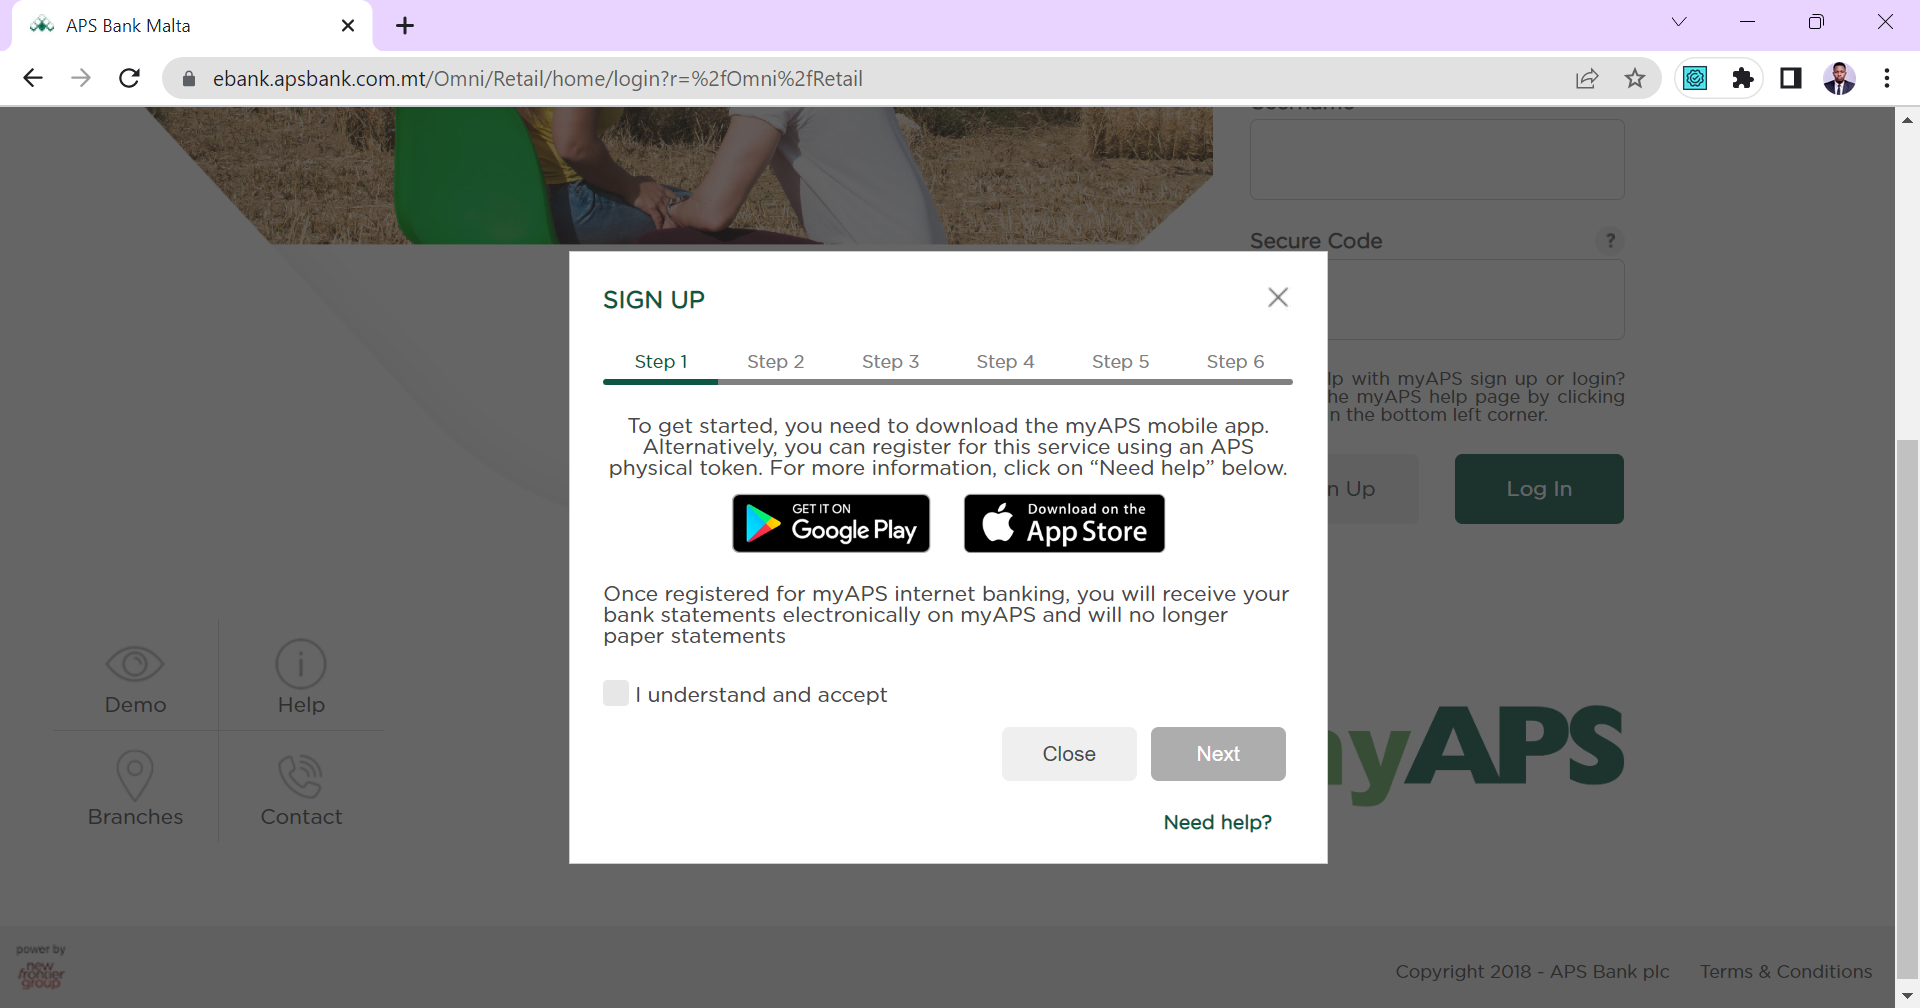 APS Bank Malta
ebank.apsbank.com.mt/Omni/Retail/home/login?r=%2fOmni%2fRetail
Username
Secure Code
?
SIGN UP
Step 1 Step 2 Step 3 Step 4 Step 5 Step 6
To get started, you need to download the myAPS mobile app.
Alternatively, you can register for this service using an APS
physical token. For more information, click on “Need help” below.
GET IT ON
Google Play
Download on the
App Store
Once registered for myAPS internet banking, you will receive your
bank statements electronically on myAPS and will no longer
paper statements
I understand and accept
Close
Next
Need help?
lp with myAPS sign up or login?
he myAPS help page by clicking
n the bottom left corner.
n Up
Log In
Demo
Help
Branches
Contact
yAPS
power by
new
frontier
group
Copyright 2018 - APS Bank plc
Terms & Conditions